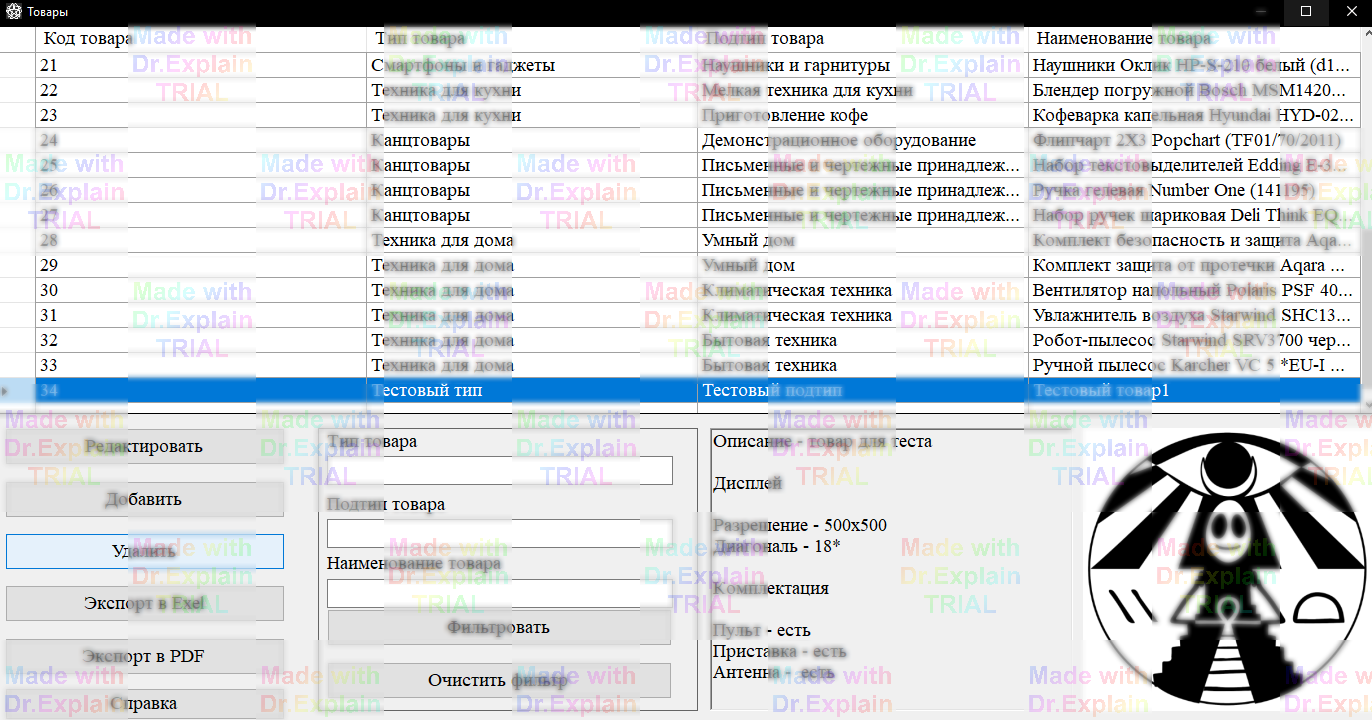 Товары
Код товара Тип товара Подтип товара Наименование товара
21 Смартфоны и гаджеты Наушники и гарнитуры Наушники Оклик HP-S-210 белый (d1...
22 Техника для кухни Мелкая техника для кухни Блендер погружной Bosch MSM1420...
23 Техника для кухни Приготовление кофе Кофеварка капельная Hyundai HYD-02...
24 Канцтовары Демонстрационное оборудование Флипчарт 2X3 Popchart (TF01/70/2011)
25 Канцтовары Письменные и чертежные принадлеж... Набор текстовыделителей Edding E-3...
26 Канцтовары Письменные и чертежные принадлеж... Ручка гелевая Number One (141195)
27 Канцтовары Письменные и чертежные принадлеж... Набор ручек шариковая Deli Think EQ...
28 Техника для дома Умный дом Комплект безопасность и защита Aqa...
29 Техника для дома Умный дом Комплект защита от протечки Aqara ...
30 Техника для дома Климатическая техника Вентилятор напольный Polaris PSF 40...
31 Техника для дома Климатическая техника Увлажнитель воздуха Starwind SHC13...
32 Техника для дома Бытовая техника Робот-пылесос Starwind SRV3700 чер...
33 Техника для дома Бытовая техника Ручной пылесос Karcher VC 5 *EU-I ...
34 Тестовый тип Тестовый подтип Тестовый товар1
Редактировать
Добавить
Удалить
Экспорт в Exel
Экспорт в PDF
Справка
Тип товара
Подтип товара
Наименование товара
Фильтровать
Очистить фильтр
Описание - товар для теста
Дисплей
Разрешение - 500x500
Диагональ - 18*
Комплектация
Пульт - есть
Приставка - есть
Антенна - есть
Made with
Dr.Explain
TRIAL